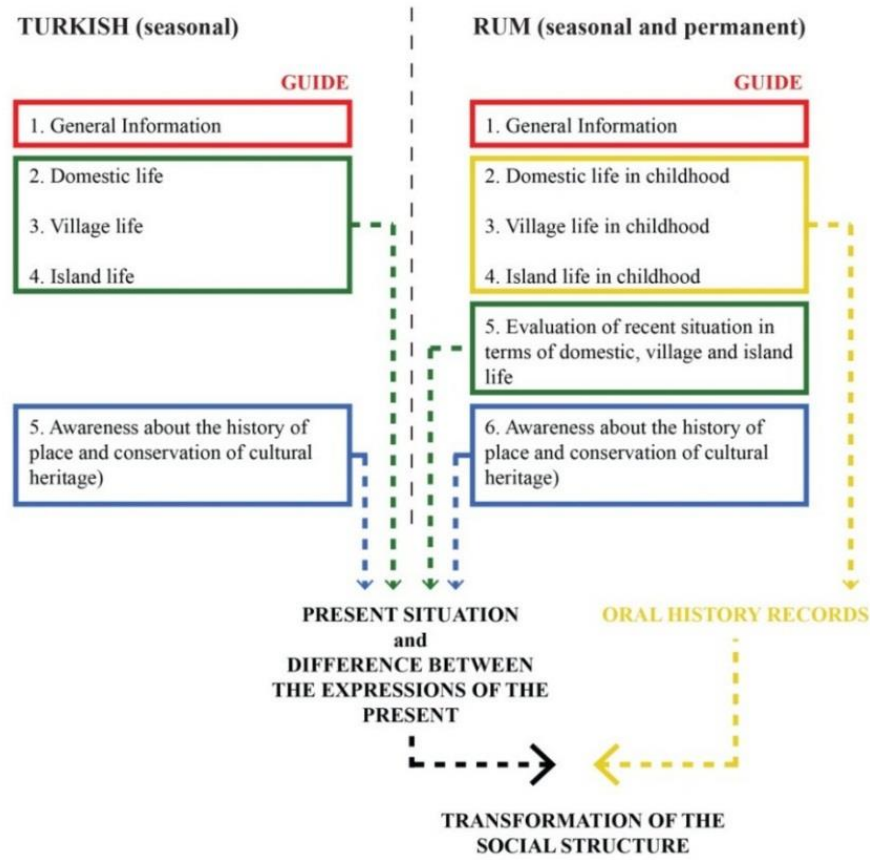 TURKISH (seasonal)
GUIDE
1. General Information
2. Domestic life
3. Village life
4. Island life
5. Awareness about the history of
place and conservation of cultural
heritage)
RUM (seasonal and permanent)
GUIDE
1. General Information
2. Domestic life in childhood
3. Village life in childhood
4. Island life in childhood
5. Evaluation of recent situation in
terms of domestic, village and island
life
6. Awareness about the history of
place and conservation of cultural
heritage)
PRESENT SITUATION
and
DIFFERENCE BETWEEN
THE EXPRESSIONS OF THE
PRESENT
ORAL HISTORY RECORDS
TRANSFORMATION OF THE
SOCIAL STRUCTURE